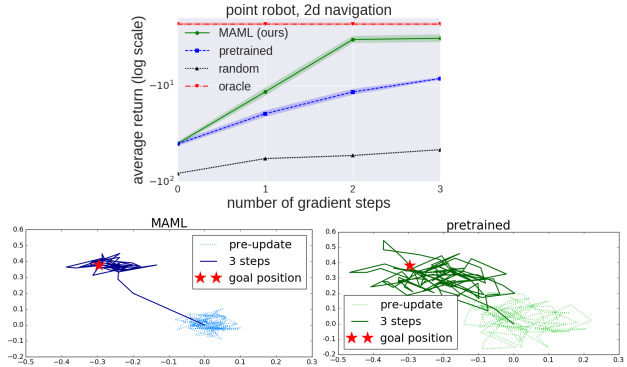 point robot, 2d navigation
average return (log scale)
MAML (ours)
pretrained
random
oracle
−10¹
−10²
0 1 2 3
number of gradient steps
MAML
0.6
0.5
0.4
0.3
0.2
0.1
0.0
−0.1
−0.2
−0.5 −0.4 −0.3 −0.2 −0.1 0.0 0.1 0.2 0.3
pre-update
3 steps
goal position
pretrained
0.6
0.5
0.4
0.3
0.2
0.1
0.0
−0.1
−0.2
−0.5 −0.4 −0.3 −0.2 −0.1 0.0 0.1 0.2 0.3
pre-update
3 steps
goal position